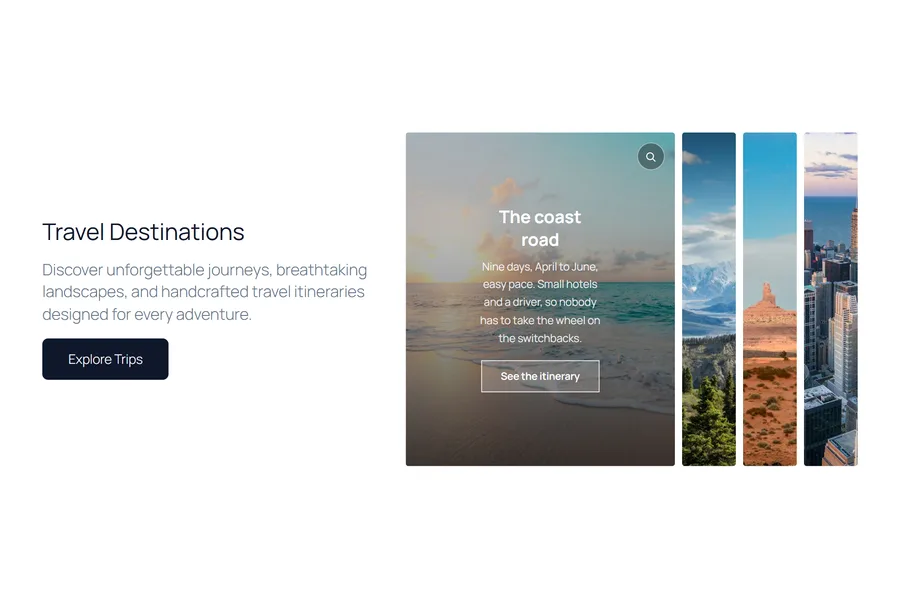 Travel Destinations
Discover unforgettable journeys, breathtaking
landscapes, and handcrafted travel itineraries
designed for every adventure.
Explore Trips
The coast
road
Nine days, April to June,
easy pace. Small hotels
and a driver, so nobody
has to take the wheel on
the switchbacks.
See the itinerary